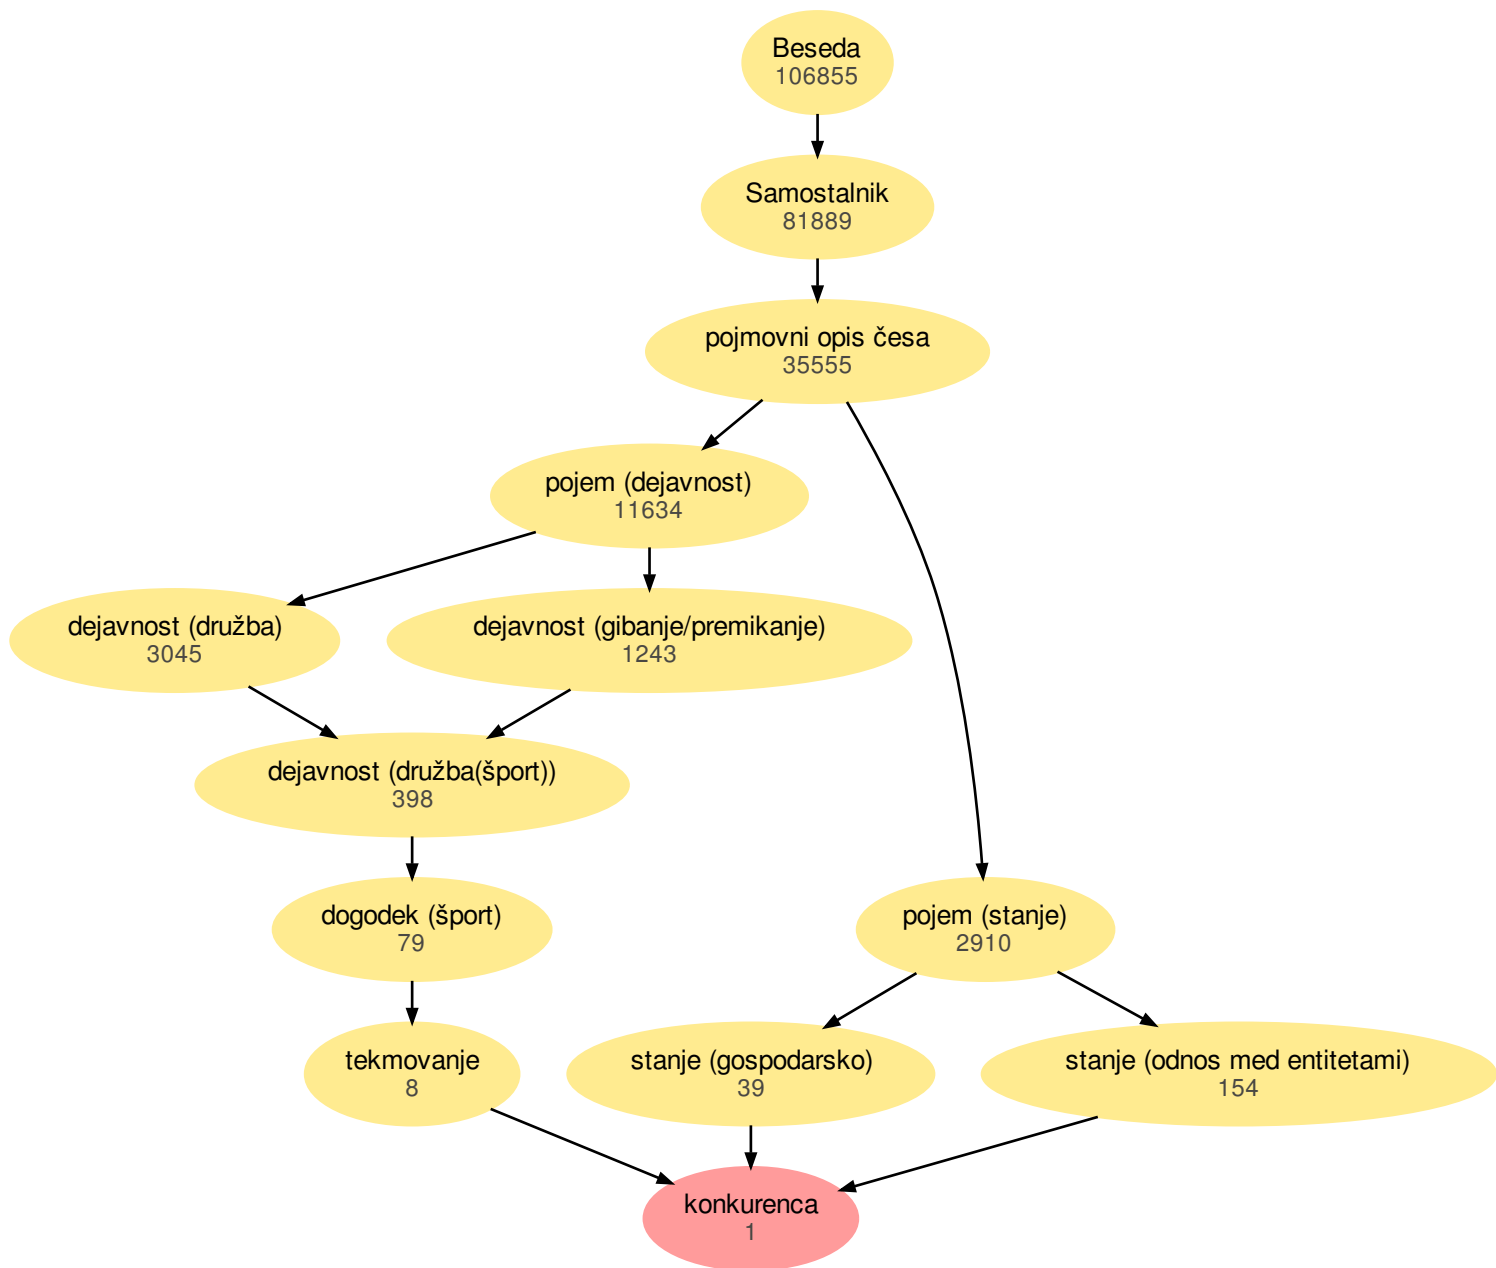 Beseda
106855
Samostalnik
81889
pojmovni opis česa
35555
pojem (dejavnost)
11634
dejavnost (družba)
3045
dejavnost (gibanje/premikanje)
1243
dejavnost (družba(šport))
398
dogodek (šport)
79
pojem (stanje)
2910
tekmovanje
8
stanje (gospodarsko)
39
stanje (odnos med entitetami)
154
konkurenca
1